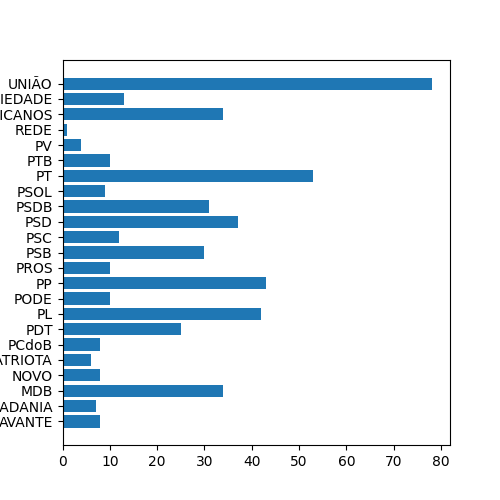 UNIÃO
IEDADE
ICANOS
REDE
PV
PTB
PT
PSOL
PSDB
PSD
PSC
PSB
PROS
PP
PODE
PL
PDT
PCdoB
ATRIOTA
NOVO
MDB
ADANIA
AVANTE
0 10 20 30 40 50 60 70 80